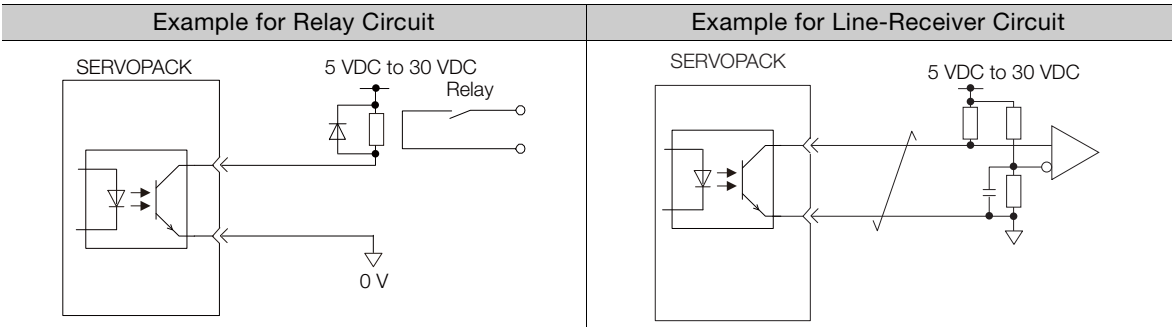 Example for Relay Circuit
Example for Line-Receiver Circuit
SERVOPACK
5 VDC to 30 VDC
Relay
0 V
SERVOPACK
5 VDC to 30 VDC